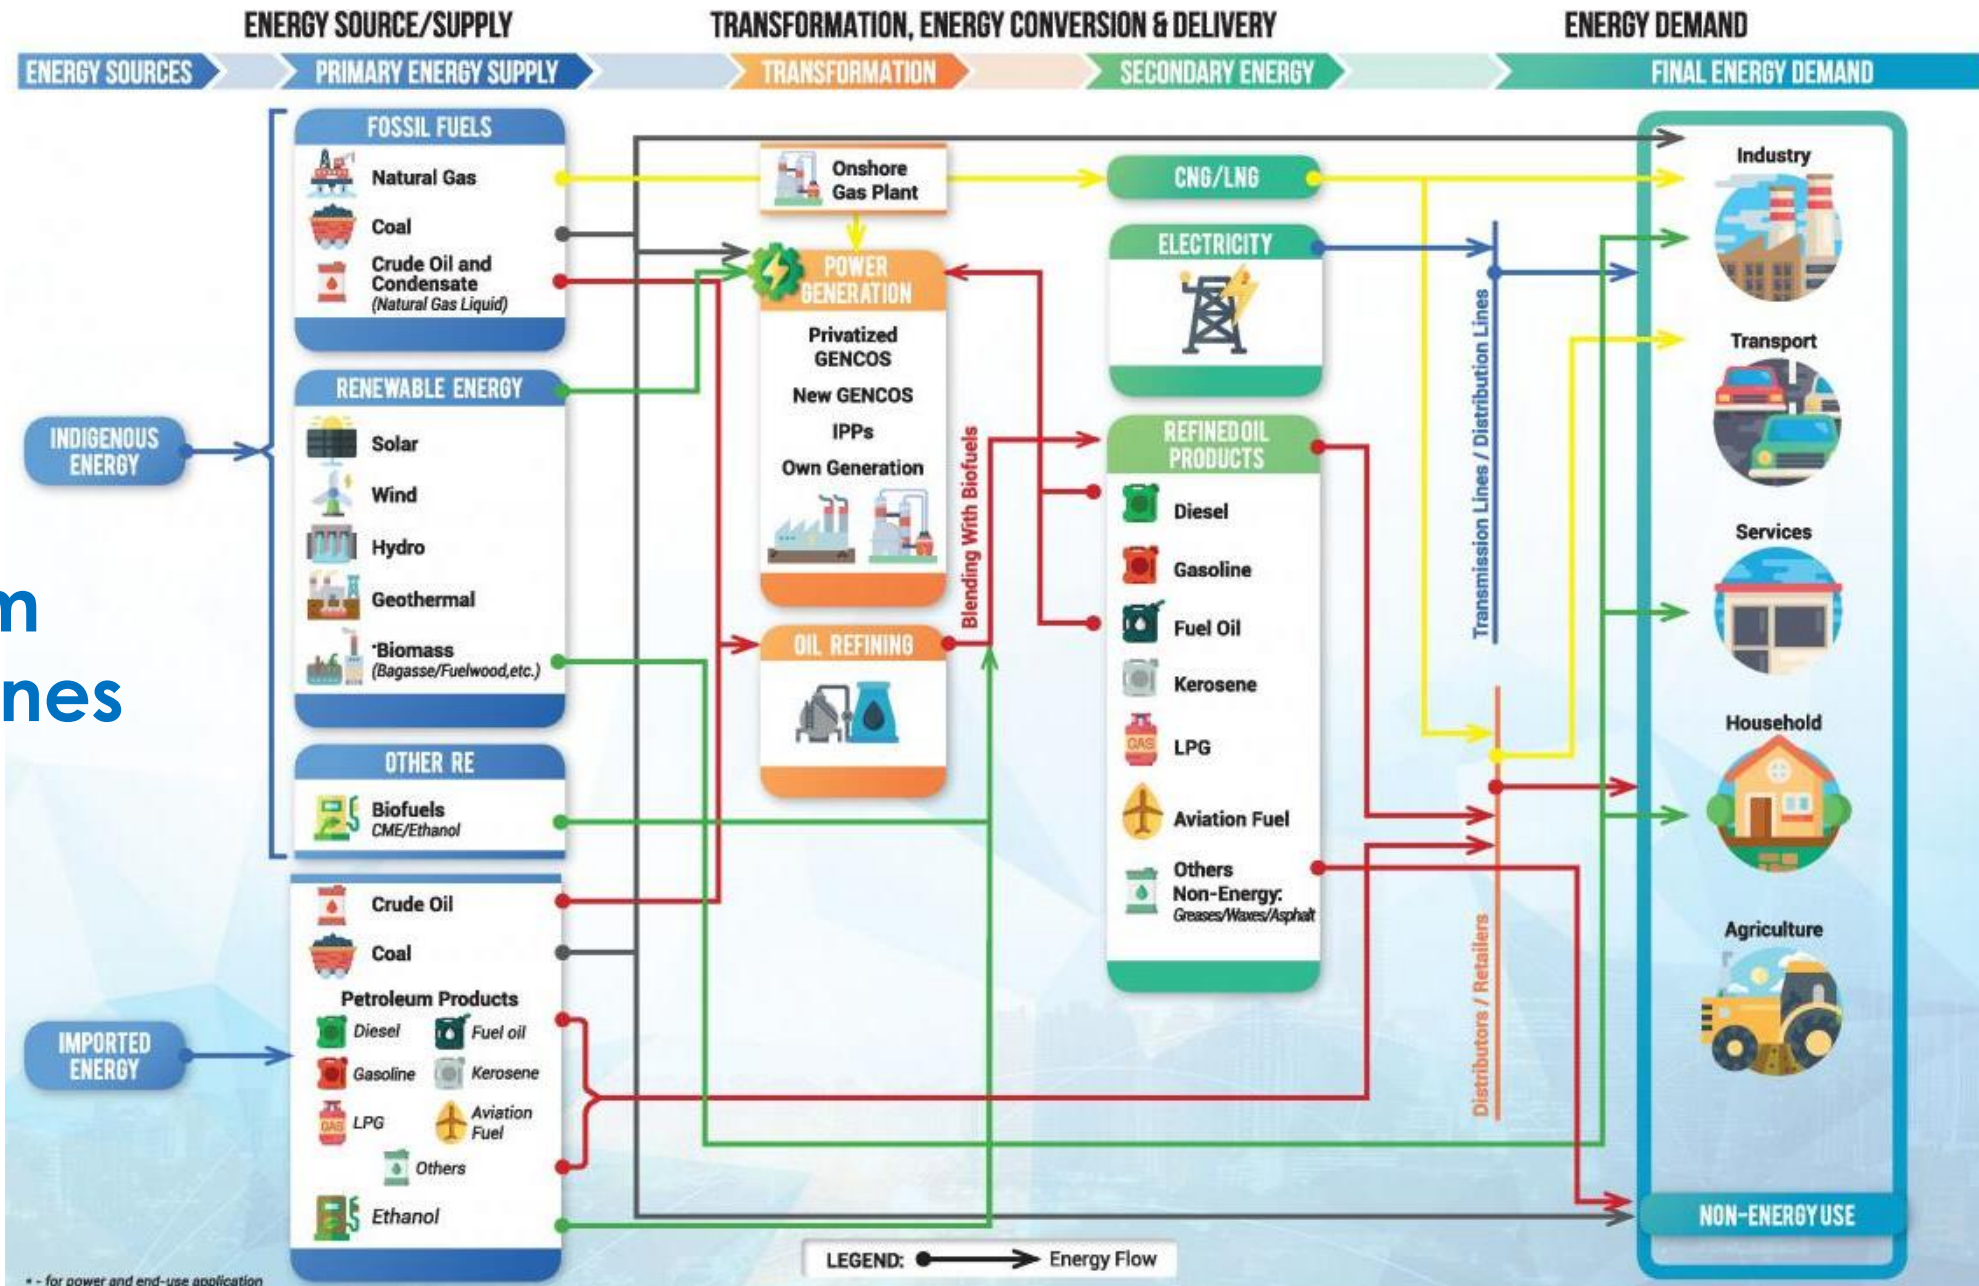 ENERGY SOURCE/SUPPLY
TRANSFORMATION, ENERGY CONVERSION & DELIVERY
ENERGY DEMAND
ENERGY SOURCES
PRIMARY ENERGY SUPPLY
TRANSFORMATION
SECONDARY ENERGY
FINAL ENERGY DEMAND
m
nes
INDIGENOUS
ENERGY
IMPORTED
ENERGY
FOSSIL FUELS
Natural Gas
Coal
Crude Oil and
Condensate
(Natural Gas Liquid)
RENEWABLE ENERGY
Solar
Wind
Hydro
Geothermal
*Biomass
(Bagasse/Fuelwood,etc.)
OTHER RE
Biofuels
CME/Ethanol
Crude Oil
Coal
Petroleum Products
Diesel
Fuel oil
Gasoline
Kerosene
GAS
LPG
Aviation
Fuel
Others
Ethanol
Onshore
Gas Plant
POWER
GENERATION
Privatized
GENCOS
New GENCOS
IPPs
Own Generation
OIL REFINING
Blending With Biofuels
CNG/LNG
ELECTRICITY
REFINED OIL
PRODUCTS
Diesel
Gasoline
Fuel Oil
Kerosene
GAS
LPG
Aviation Fuel
Others
Non-Energy:
Greases/Waxes/Asphalt
Transmission Lines / Distribution Lines
Distributors / Retailers
Industry
Transport
Services
Household
Agriculture
NON-ENERGY USE
LEGEND:
Energy Flow
* - for power and end-use application